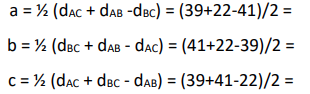 a = ½ (dAC + dAB -dBC) = (39+22-41)/2 =
b = ½ (dBC + dAB - dAC) = (41+22-39)/2 =
c = ½ (dAC + dBC - dAB) = (39+41-22)/2 =